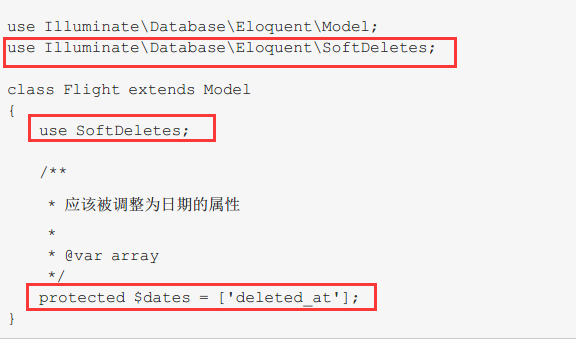 use Illuminate\Database\Eloquent\Model;
use Illuminate\Database\Eloquent\SoftDeletes;
class Flight extends Model
{
use SoftDeletes;
/**
* 应该被调整为日期的属性
*
* @var array
*/
protected $dates = ['deleted_at'];
}